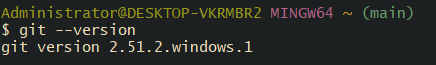 Administrator@DESKTOP-VKRMBR2 MINGW64 ~ (main)
$ git --version
git version 2.51.2.windows.1